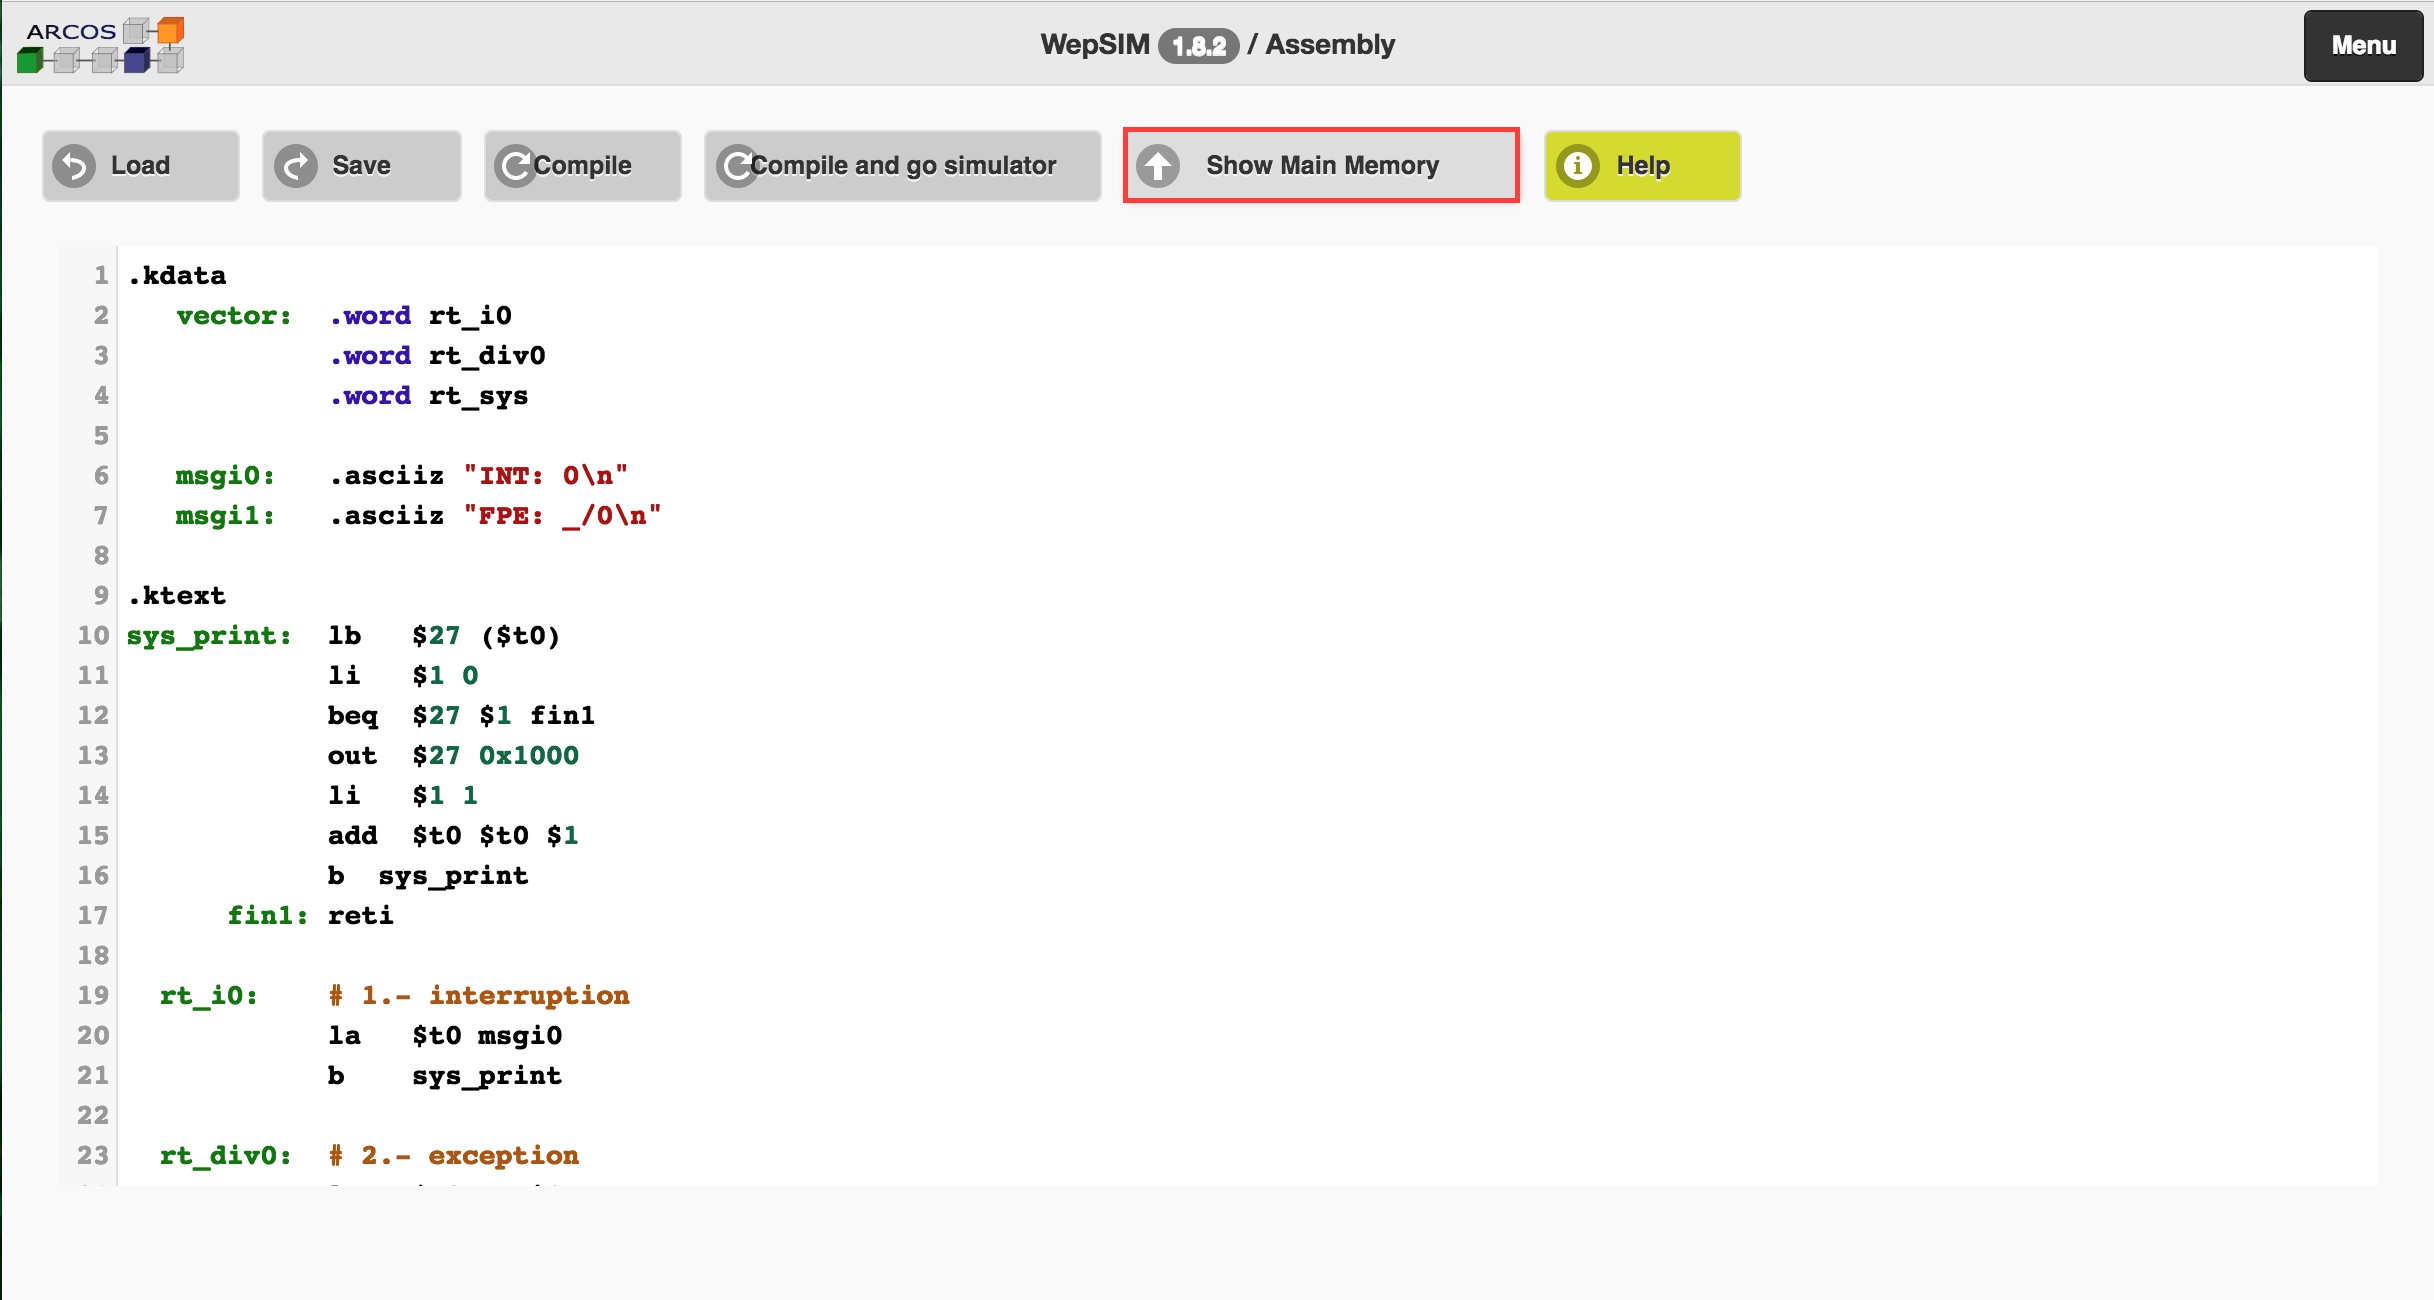 ARCOS
WepSIM 1.8.2 / Assembly
Menu
Load
Save
Compile
Compile and go simulator
Show Main Memory
Help
1 .kdata
2 vector: .word rt_i0
3 .word rt_div0
4 .word rt_sys
5
6 msgi0: .asciiz "INT: 0\n"
7 msgi1: .asciiz "FPE: _/0\n"
8
9 .ktext
10 sys_print: lb $27 ($t0)
11 li $1 0
12 beq $27 $1 fin1
13 out $27 0x1000
14 li $1 1
15 add $t0 $t0 $1
16 b sys_print
17 fin1: reti
18
19 rt_i0: # 1.- interruption
20 la $t0 msgi0
21 b sys_print
22
23 rt_div0: # 2.- exception